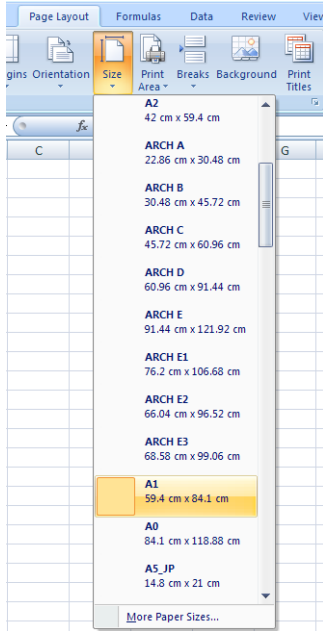 Page Layout Formulas Data Review View
gins Orientation Size Print Area Breaks Background Print Titles
fx
C G
A2
42 cm x 59.4 cm
ARCH A
22.86 cm x 30.48 cm
ARCH B
30.48 cm x 45.72 cm
ARCH C
45.72 cm x 60.96 cm
ARCH D
60.96 cm x 91.44 cm
ARCH E
91.44 cm x 121.92 cm
ARCH E1
76.2 cm x 106.68 cm
ARCH E2
66.04 cm x 96.52 cm
ARCH E3
68.58 cm x 99.06 cm
A1
59.4 cm x 84.1 cm
A0
84.1 cm x 118.88 cm
A5_JP
14.8 cm x 21 cm
More Paper Sizes...